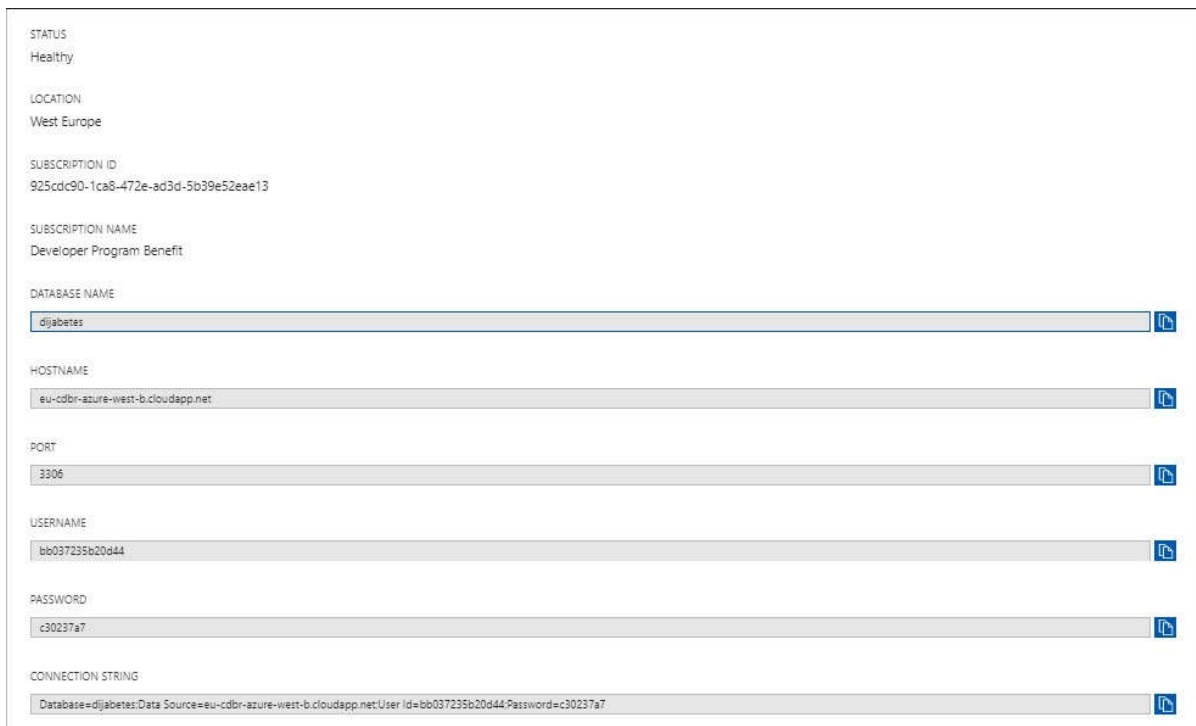 STATUS
Healthy
LOCATION
West Europe
SUBSCRIPTION ID
925cdc90-1ca8-472e-ad3d-5b39e52eae13
SUBSCRIPTION NAME
Developer Program Benefit
DATABASE NAME
dijabetes
HOSTNAME
eu-cdbr-azure-west-b.cloudapp.net
PORT
3306
USERNAME
bb037235b20d44
PASSWORD
c30237a7
CONNECTION STRING
Database=dijabetes;Data Source=eu-cdbr-azure-west-b.cloudapp.net;User Id=bb037235b20d44;Password=c30237a7